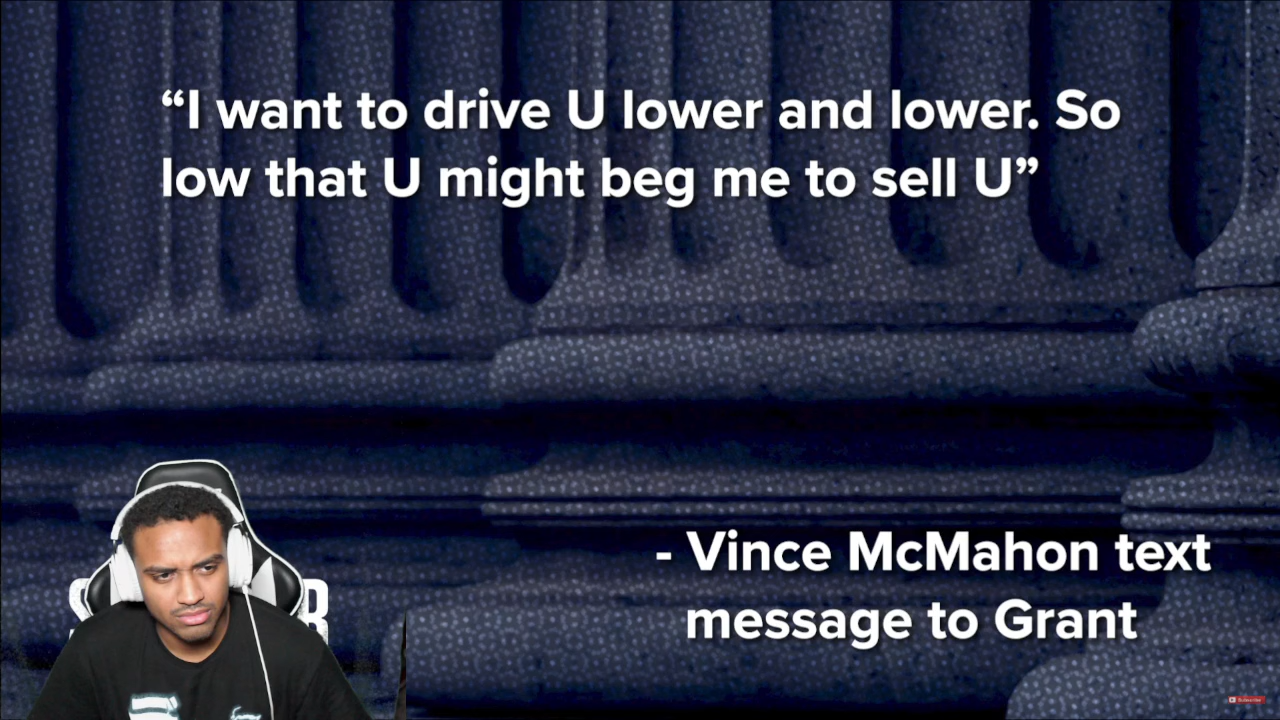 “I want to drive U lower and lower. So
low that U might beg me to sell U”
- Vince McMahon text
message to Grant
Subscribe